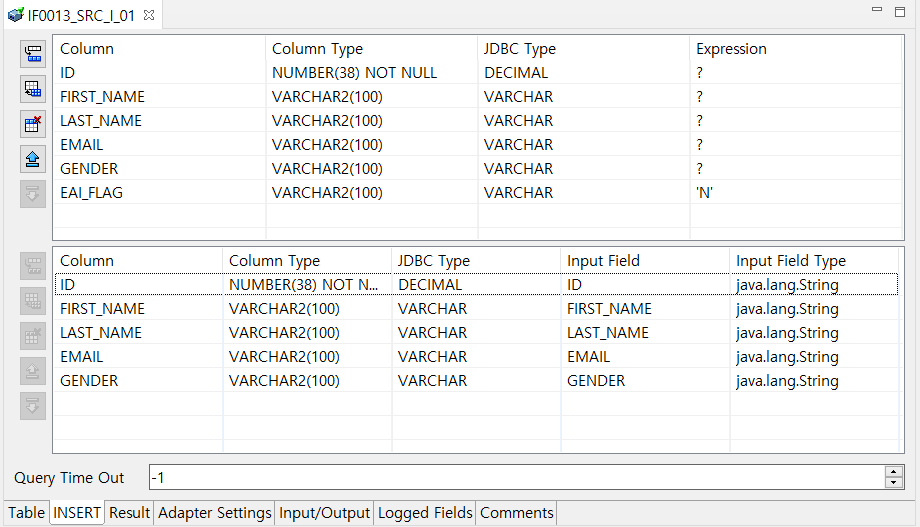 IF0013_SRC_I_01
Column Column Type JDBC Type Expression
ID NUMBER(38) NOT NULL DECIMAL ?
FIRST_NAME VARCHAR2(100) VARCHAR ?
LAST_NAME VARCHAR2(100) VARCHAR ?
EMAIL VARCHAR2(100) VARCHAR ?
GENDER VARCHAR2(100) VARCHAR ?
EAI_FLAG VARCHAR2(100) VARCHAR 'N'
Column Column Type JDBC Type Input Field Input Field Type
ID NUMBER(38) NOT N... DECIMAL ID java.lang.String
FIRST_NAME VARCHAR2(100) VARCHAR FIRST_NAME java.lang.String
LAST_NAME VARCHAR2(100) VARCHAR LAST_NAME java.lang.String
EMAIL VARCHAR2(100) VARCHAR EMAIL java.lang.String
GENDER VARCHAR2(100) VARCHAR GENDER java.lang.String
Query Time Out -1
Table INSERT Result Adapter Settings Input/Output Logged Fields Comments